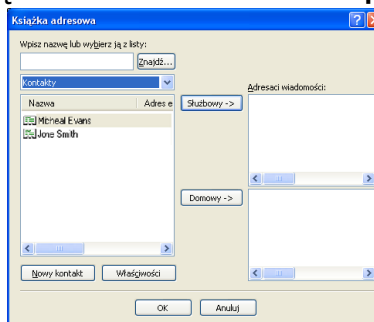 Książka adresowa
Wpisz nazwę lub wybierz ją z listy:
Znajdź...
Kontakty
Adresaci wiadomości:
Nazwa Adres e
Służbowy ->
Micheal Evans
Jone Smith
Domowy ->
Nowy kontakt Właściwości
OK Anuluj